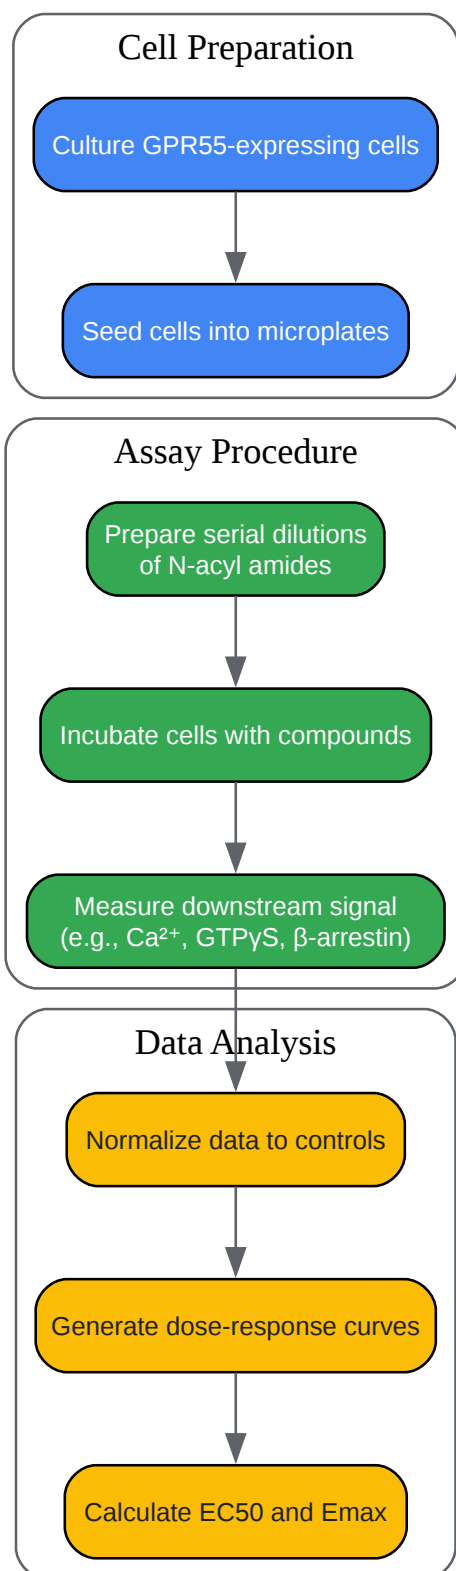 Cell Preparation
Culture GPR55-expressing cells
Seed cells into microplates
Assay Procedure
Prepare serial dilutions
of N-acyl amides
Incubate cells with compounds
Measure downstream signal
(e.g., Ca²⁺, GTPγS, β-arrestin)
Data Analysis
Normalize data to controls
Generate dose-response curves
Calculate EC50 and Emax